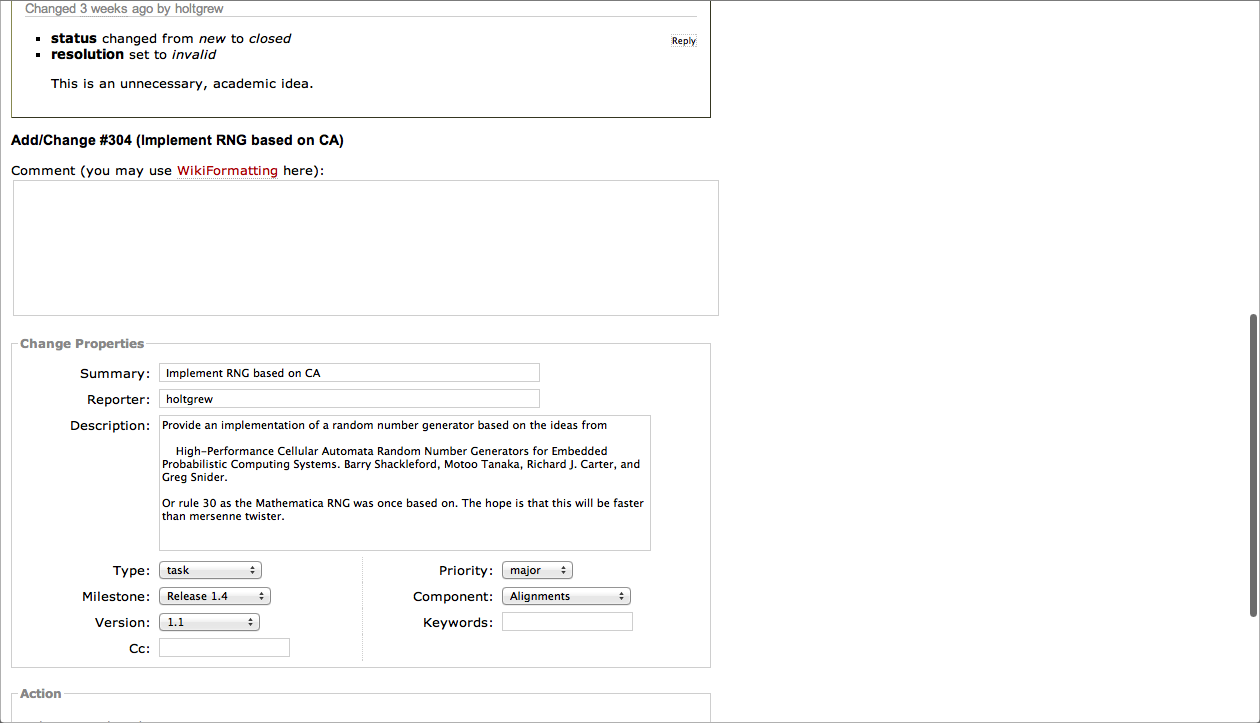 Changed 3 weeks ago by holtgrew
status changed from new to closed
Reply
resolution set to invalid
This is an unnecessary, academic idea.
Add/Change #304 (Implement RNG based on CA)
Comment (you may use WikiFormatting here):
Change Properties
Summary: Implement RNG based on CA
Reporter: holtgrew
Description: Provide an implementation of a random number generator based on the ideas from
High-Performance Cellular Automata Random Number Generators for Embedded
Probabilistic Computing Systems. Barry Shackleford, Motoo Tanaka, Richard J. Carter, and
Greg Snider.
Or rule 30 as the Mathematica RNG was once based on. The hope is that this will be faster
than mersenne twister.
Type: task Priority: major
Milestone: Release 1.4 Component: Alignments
Version: 1.1 Keywords:
Cc:
Action